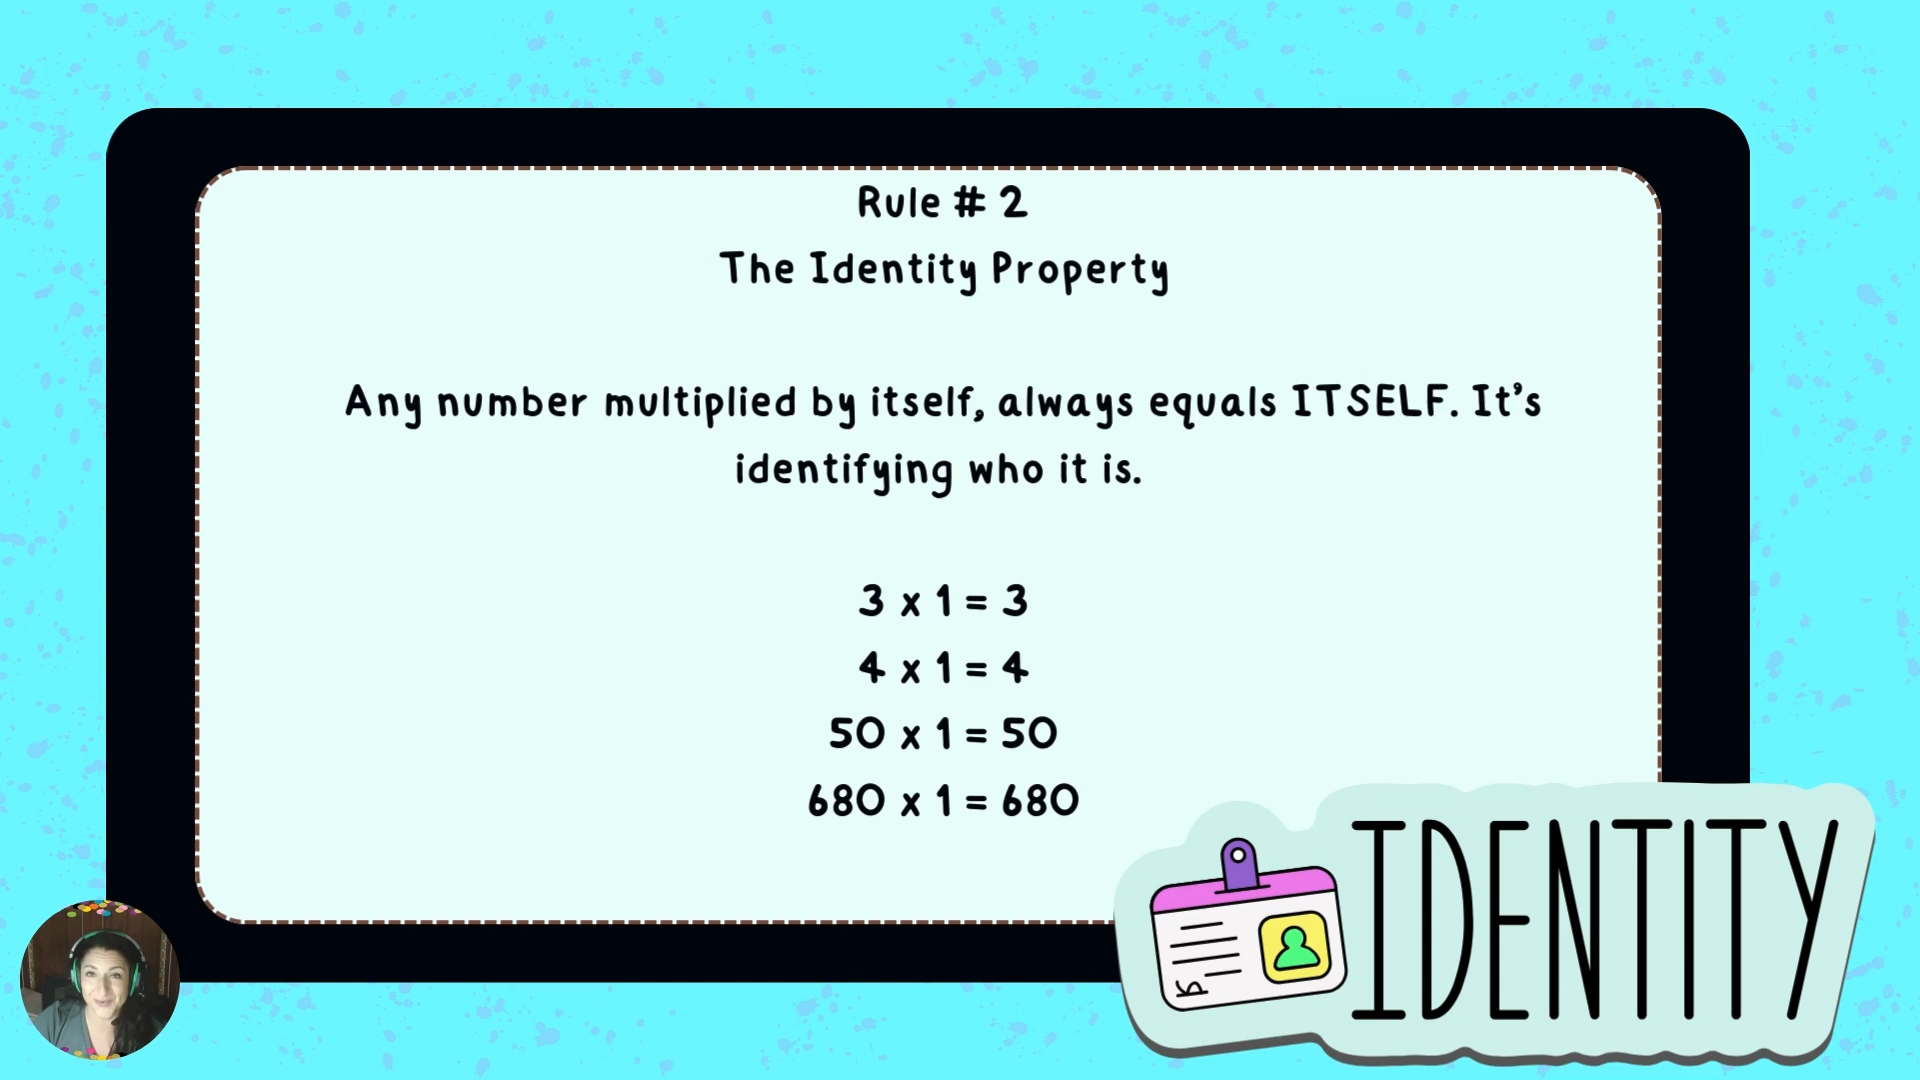 Rule # 2
The Identity Property
Any number multiplied by itself, always equals ITSELF. It's
identifying who it is.
3 x 1 = 3
4 x 1 = 4
50 x 1 = 50
680 x 1 = 680
IDENTITY